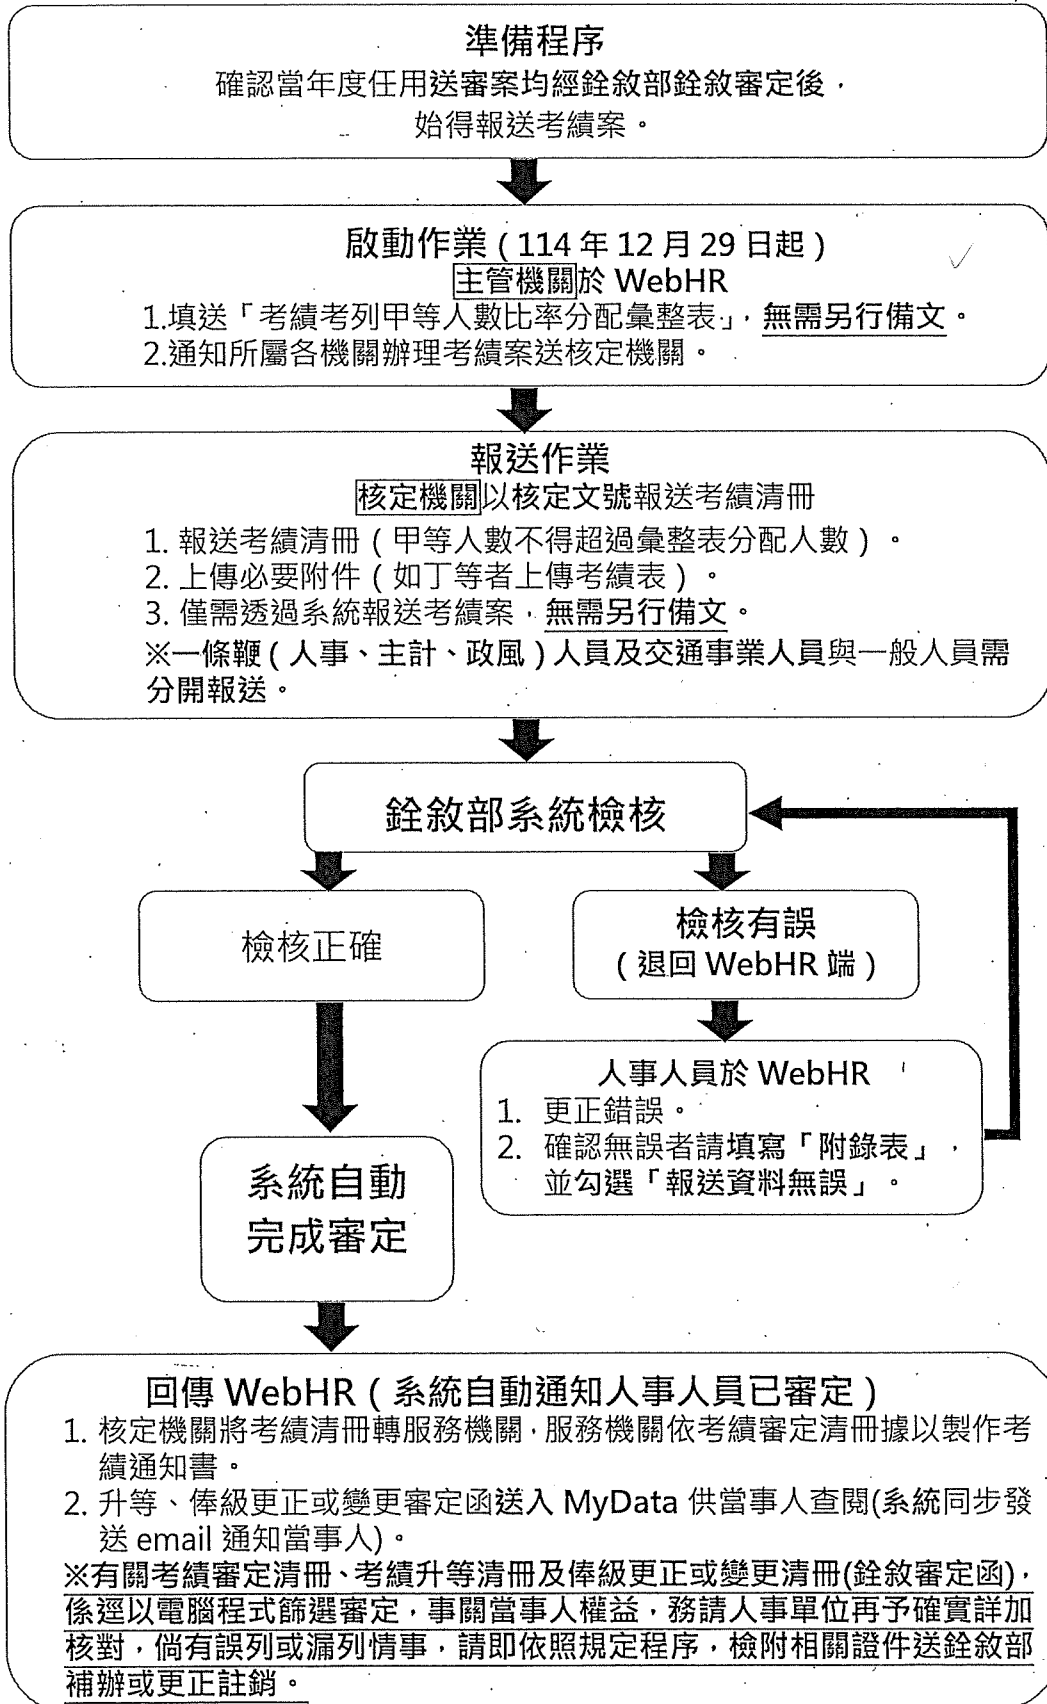 準備程序
確認當年度任用送審案均經銓敘部銓敘審定後，
始得報送考績案。
啟動作業（114 年 12 月 29 日起）
主管機關於 WebHR
1.填送「考績考列甲等人數比率分配彙整表」，無需另行備文。
2.通知所屬各機關辦理考績案送核定機關。
報送作業
核定機關以核定文號報送考績清冊
1. 報送考績清冊（甲等人數不得超過彙整表分配人數）。
2. 上傳必要附件（如丁等者上傳考績表）。
3. 僅需透過系統報送考績案，無需另行備文。
※一條鞭（人事、主計、政風）人員及交通事業人員與一般人員需
分開報送。
銓敘部系統檢核
檢核正確
檢核有誤
（退回 WebHR 端）
人事人員於 WebHR
1. 更正錯誤。
2. 確認無誤者請填寫「附錄表」，
並勾選「報送資料無誤」。
系統自動
完成審定
回傳 WebHR（系統自動通知人事人員已審定）
1. 核定機關將考績清冊轉服務機關，服務機關依考績審定清冊據以製作考
績通知書。
2. 升等、俸級更正或變更審定函送入 MyData 供當事人查閱(系統同步發
送 email 通知當事人)。
※有關考績審定清冊、考績升等清冊及俸級更正或變更清冊(銓敘審定函)，
係逕以電腦程式篩選審定，事關當事人權益，務請人事單位再予確實詳加
核對，倘有誤列或漏列情事，請即依照規定程序，檢附相關證件送銓敘部
補辦或更正註銷。